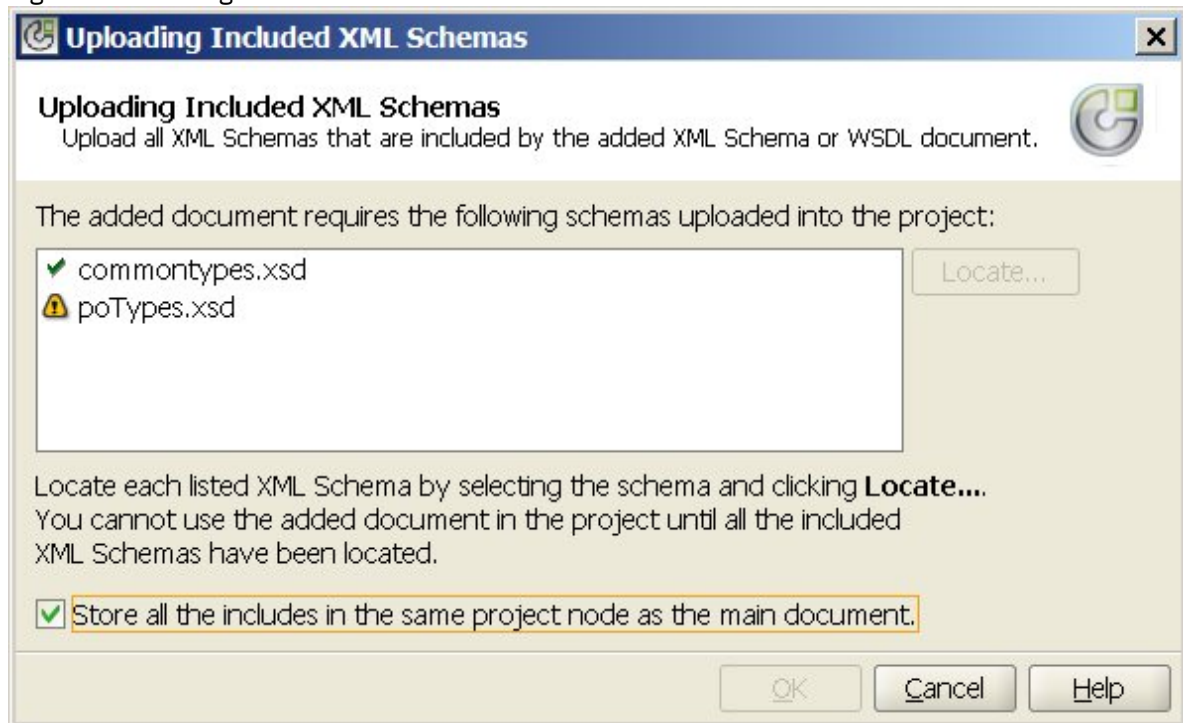 Uploading Included XML Schemas
Uploading Included XML Schemas
Upload all XML Schemas that are included by the added XML Schema or WSDL document.
The added document requires the following schemas uploaded into the project:
commontypes.xsd
Locate...
poTypes.xsd
Locate each listed XML Schema by selecting the schema and clicking Locate....
You cannot use the added document in the project until all the included
XML Schemas have been located.
Store all the includes in the same project node as the main document.
OK
Cancel
Help